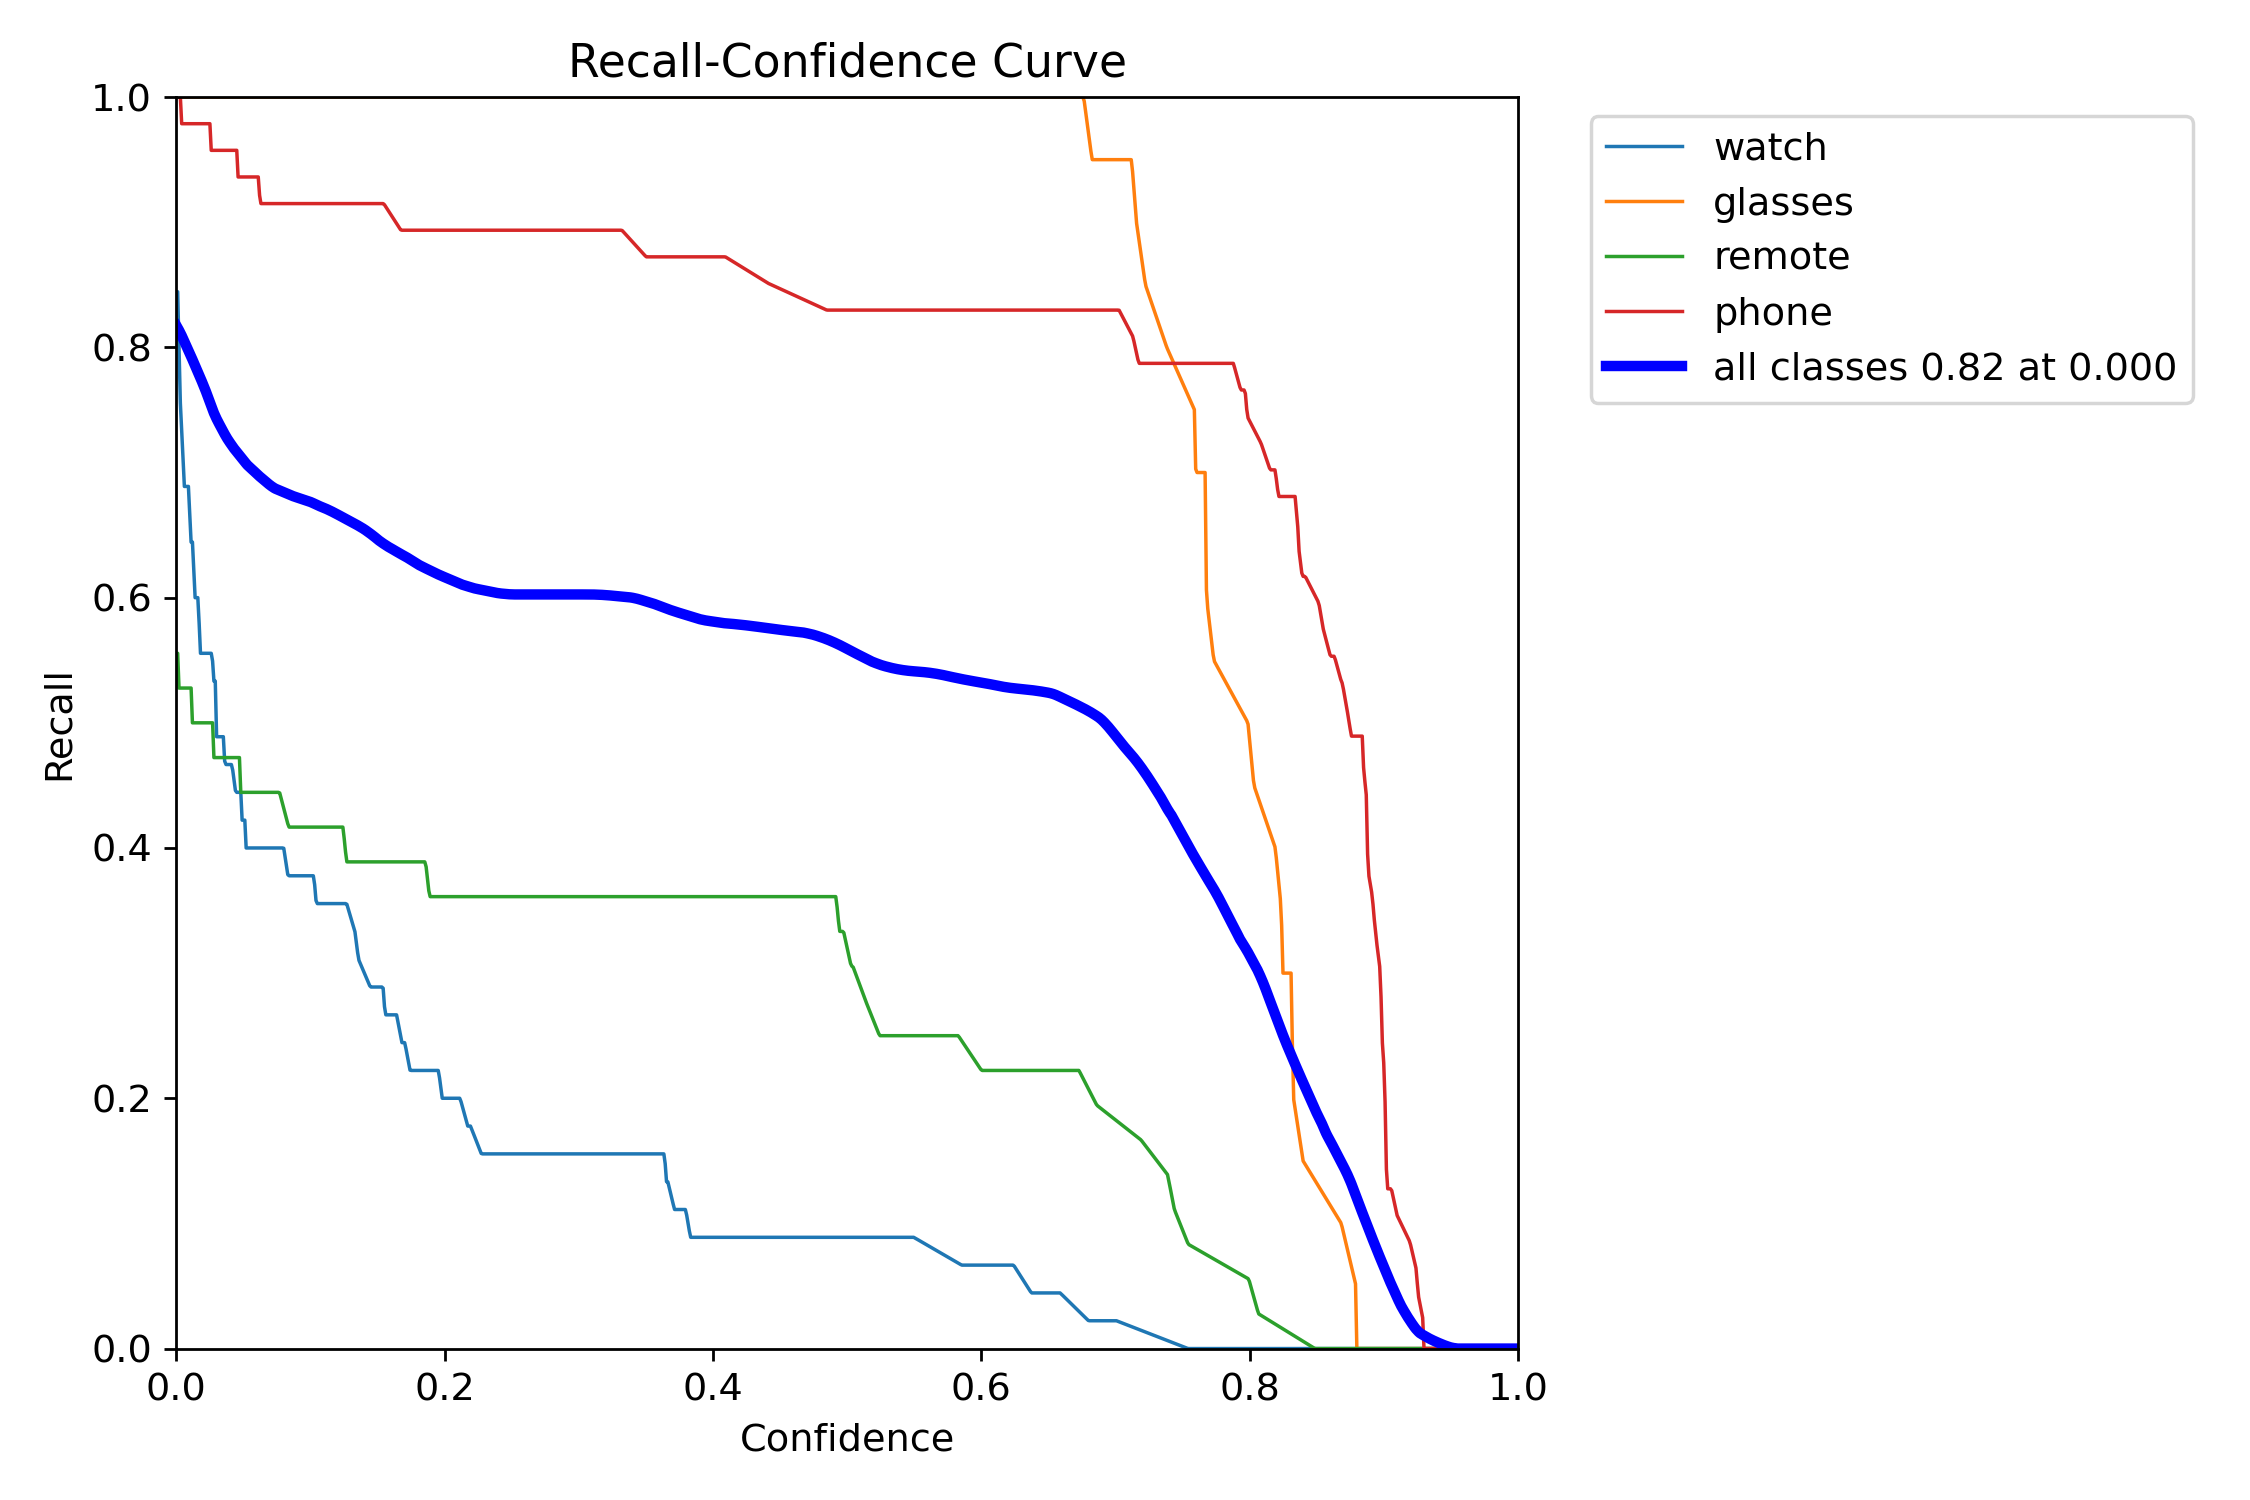 Recall-Confidence Curve
1.0
0.8
0.6
0.4
0.2
0.0
Recall
0.0 0.2 0.4 0.6 0.8 1.0
Confidence
watch
glasses
remote
phone
all classes 0.82 at 0.000